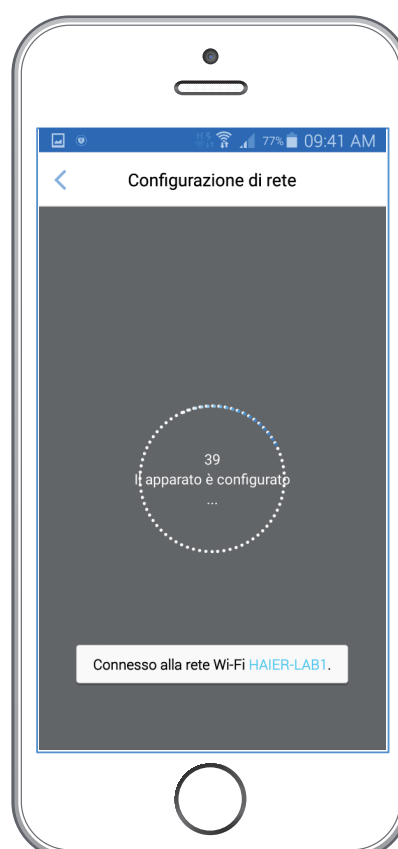 77% 09:41 AM
Configurazione di rete
39
Il apparato è configurato
...
Connesso alla rete Wi-Fi HAIER-LAB1.